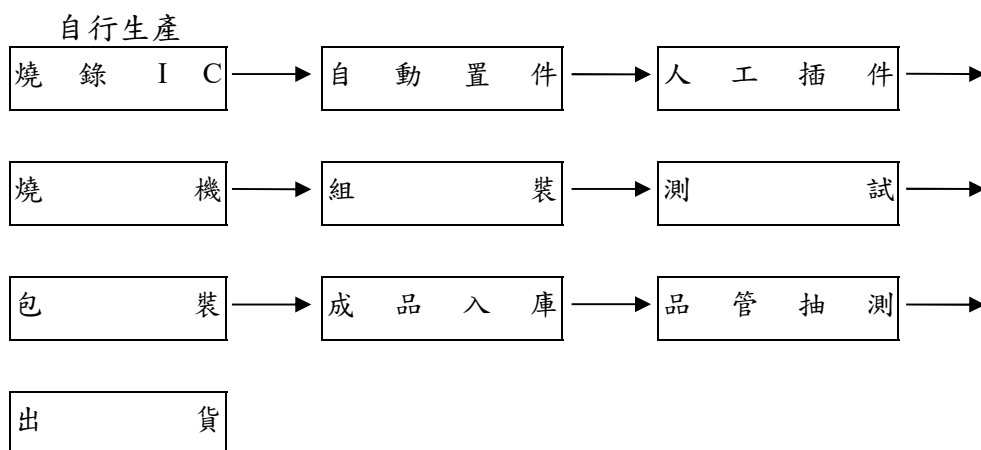 自行生產
燒錄IC
自動置件
人工插件
燒機
組裝
測試
包裝
成品入庫
品管抽測
出貨